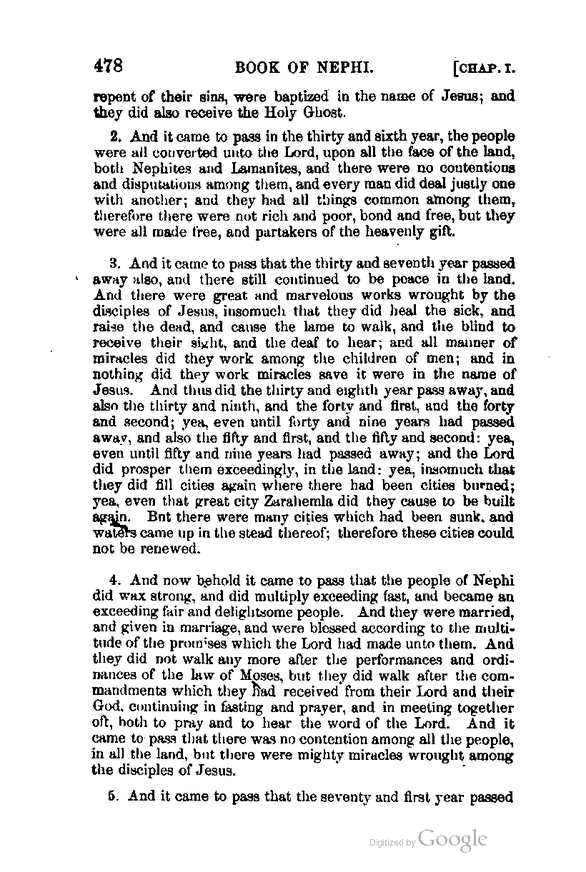 478 BOOK OF NEPHI. [CHAP. I.
repent of their sins, were baptized in the name of Jesus; and
they did also receive the Holy Ghost.
2. And it came to pass in the thirty and sixth year, the people
were all converted unto the Lord, upon all the face of the land,
both Nephites and Lamanites, and there were no contentions
and disputations among them, and every man did deal justly one
with another; and they had all things common among them,
therefore there were not rich and poor, bond and free, but they
were all made free, and partakers of the heavenly gift.
3. And it came to pass that the thirty and seventh year passed
away also, and there still continued to be peace in the land.
And there were great and marvelous works wrought by the
disciples of Jesus, insomuch that they did heal the sick, and
raise the dead, and cause the lame to walk, and the blind to
receive their sight, and the deaf to hear; and all manner of
miracles did they work among the children of men; and in
nothing did they work miracles save it were in the name of
Jesus. And thus did the thirty and eighth year pass away, and
also the thirty and ninth, and the forty and first, and the forty
and second; yea, even until forty and nine years had passed
away, and also the fifty and first, and the fifty and second: yea,
even until fifty and nine years had passed away; and the Lord
did prosper them exceedingly, in the land: yea, insomuch that
they did fill cities again where there had been cities burned;
yea, even that great city Zarahemla did they cause to be built
again. But there were many cities which had been sunk, and
waters came up in the stead thereof; therefore these cities could
not be renewed.
4. And now behold it came to pass that the people of Nephi
did wax strong, and did multiply exceeding fast, and became an
exceeding fair and delightsome people. And they were married,
and given in marriage, and were blessed according to the multi-
tude of the promises which the Lord had made unto them. And
they did not walk any more after the performances and ordi-
nances of the law of Moses, but they did walk after the com-
mandments which they had received from their Lord and their
God, continuing in fasting and prayer, and in meeting together
oft, both to pray and to hear the word of the Lord. And it
came to pass that there was no contention among all the people,
in all the land, but there were mighty miracles wrought among
the disciples of Jesus.
5. And it came to pass that the seventy and first year passed
Digitized by Google